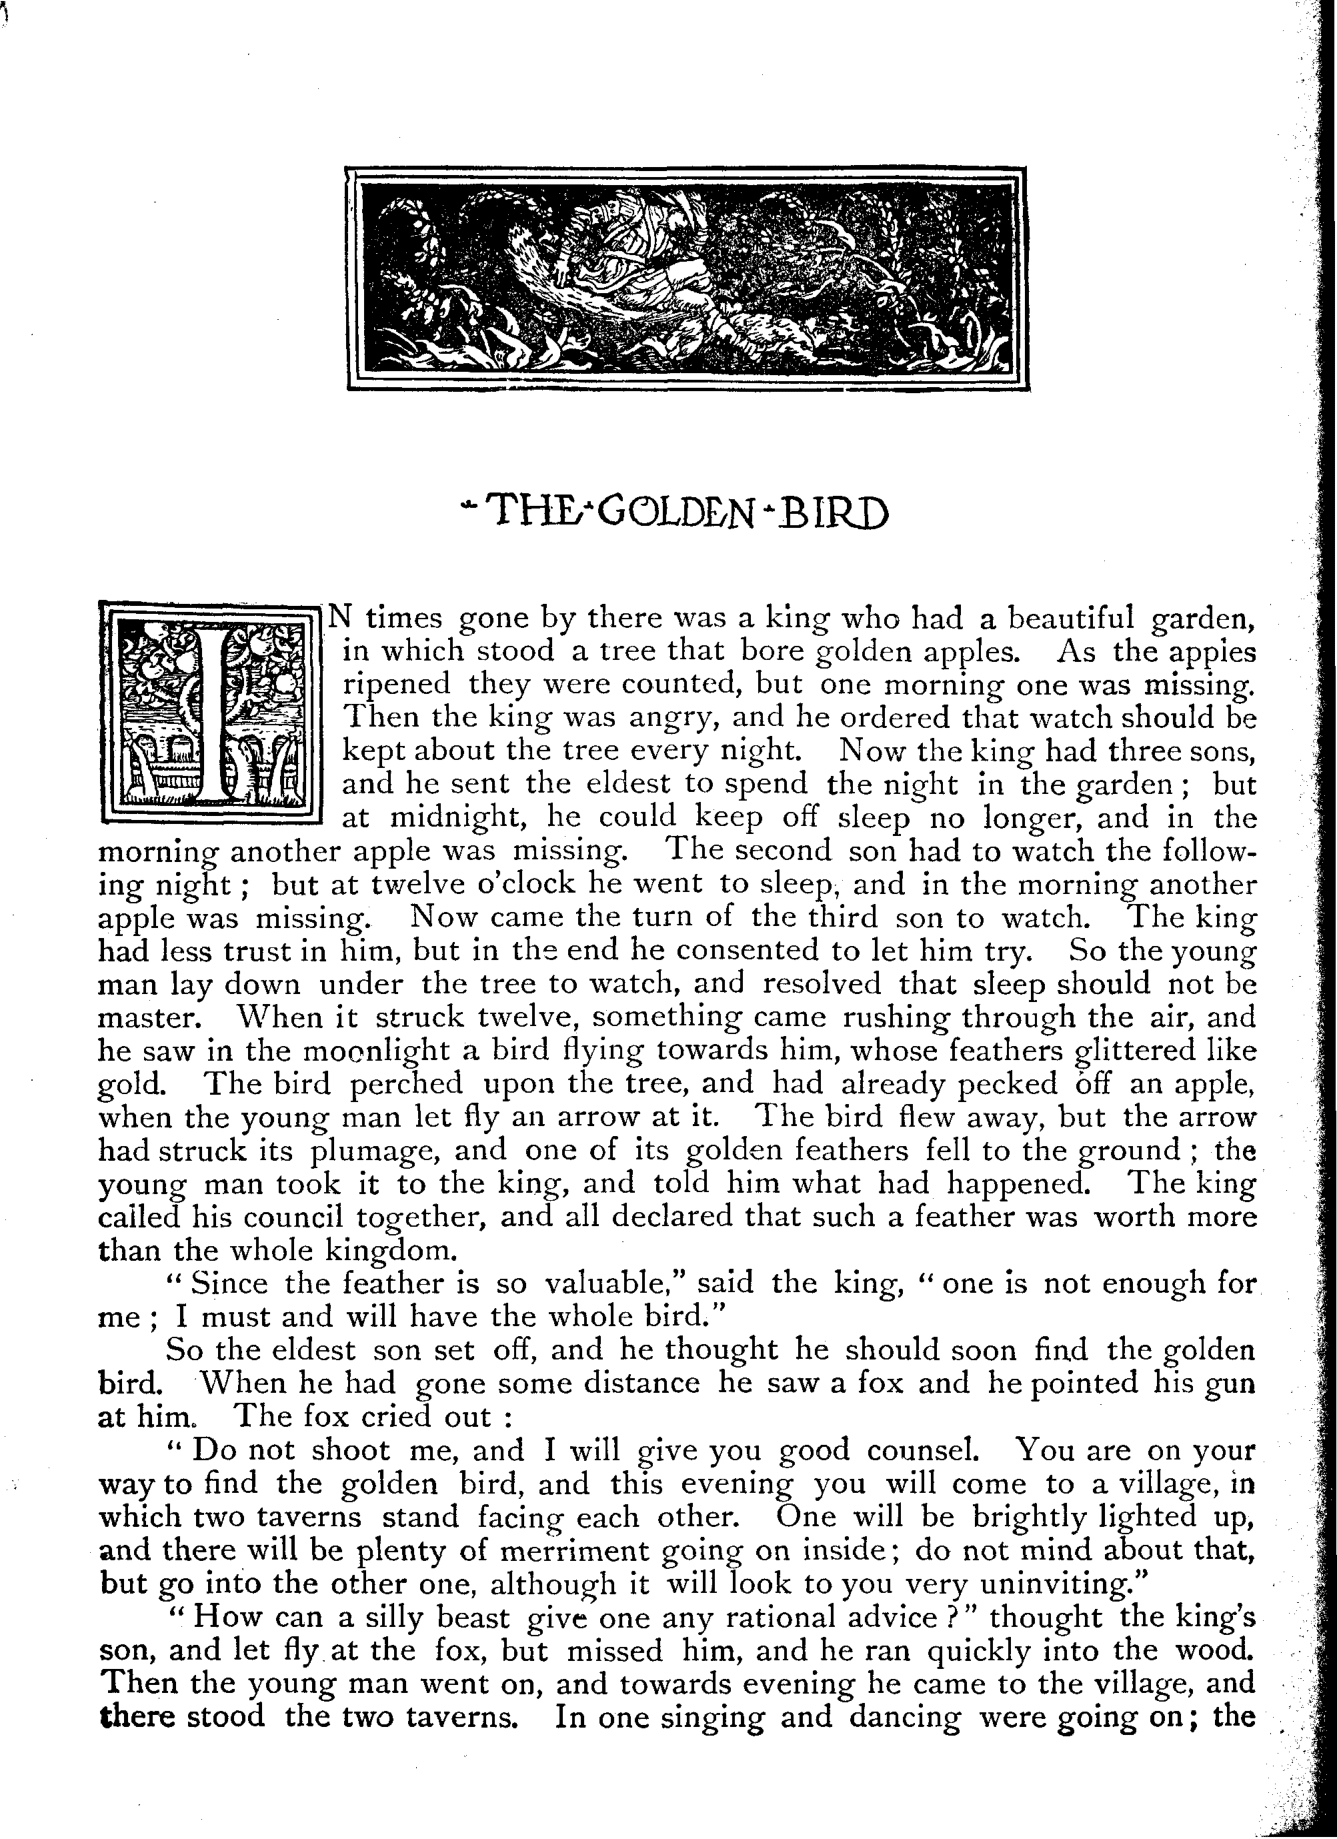 THE GOLDEN BIRD
IN times gone by there was a king who had a beautiful garden,
in which stood a tree that bore golden apples. As the apples
ripened they were counted, but one morning one was missing.
Then the king was angry, and he ordered that watch should be
kept about the tree every night. Now the king had three sons,
and he sent the eldest to spend the night in the garden; but
at midnight, he could keep off sleep no longer, and in the
morning another apple was missing. The second son had to watch the follow-
ing night; but at twelve o'clock he went to sleep, and in the morning another
apple was missing. Now came the turn of the third son to watch. The king
had less trust in him, but in the end he consented to let him try. So the young
man lay down under the tree to watch, and resolved that sleep should not be
master. When it struck twelve, something came rushing through the air, and
he saw in the moonlight a bird flying towards him, whose feathers glittered like
gold. The bird perched upon the tree, and had already pecked off an apple,
when the young man let fly an arrow at it. The bird flew away, but the arrow
had struck its plumage, and one of its golden feathers fell to the ground; the
young man took it to the king, and told him what had happened. The king
called his council together, and all declared that such a feather was worth more
than the whole kingdom.
"Since the feather is so valuable," said the king, "one is not enough for
me; I must and will have the whole bird."
So the eldest son set off, and he thought he should soon find the golden
bird. When he had gone some distance he saw a fox and he pointed his gun
at him. The fox cried out:
"Do not shoot me, and I will give you good counsel. You are on your
way to find the golden bird, and this evening you will come to a village, in
which two taverns stand facing each other. One will be brightly lighted up,
and there will be plenty of merriment going on inside; do not mind about that,
but go into the other one, although it will look to you very uninviting."
"How can a silly beast give one any rational advice?" thought the king's
son, and let fly at the fox, but missed him, and he ran quickly into the wood.
Then the young man went on, and towards evening he came to the village, and
there stood the two taverns. In one singing and dancing were going on; the